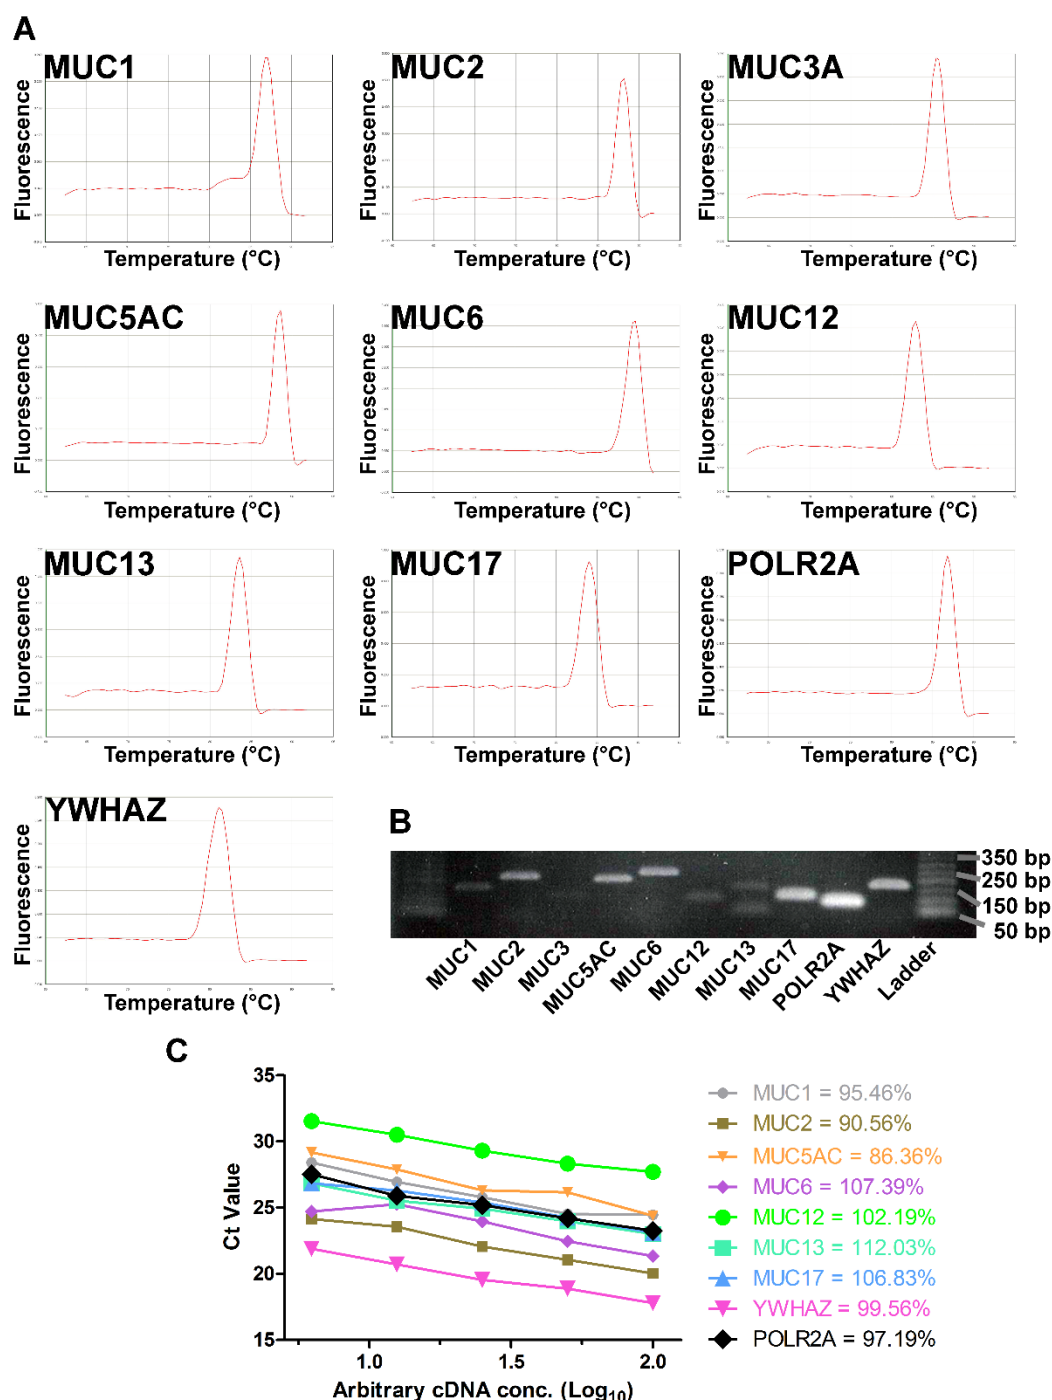 A
MUC1
Fluorescence
Temperature (°C)
MUC2
Fluorescence
Temperature (°C)
MUC3A
Fluorescence
Temperature (°C)
MUC5AC
Fluorescence
Temperature (°C)
MUC6
Fluorescence
Temperature (°C)
MUC12
Fluorescence
Temperature (°C)
MUC13
Fluorescence
Temperature (°C)
MUC17
Fluorescence
Temperature (°C)
POLR2A
Fluorescence
Temperature (°C)
YWHAZ
Fluorescence
Temperature (°C)
B
350 bp
250 bp
150 bp
50 bp
MUC1
MUC2
MUC3
MUC5AC
MUC6
MUC12
MUC13
MUC17
POLR2A
YWHAZ
Ladder
C
35
30
25
20
15
Ct Value
1.0
1.5
2.0
Arbitrary cDNA conc. (Log10)
MUC1 = 95.46%
MUC2 = 90.56%
MUC5AC = 86.36%
MUC6 = 107.39%
MUC12 = 102.19%
MUC13 = 112.03%
MUC17 = 106.83%
YWHAZ = 99.56%
POLR2A = 97.19%